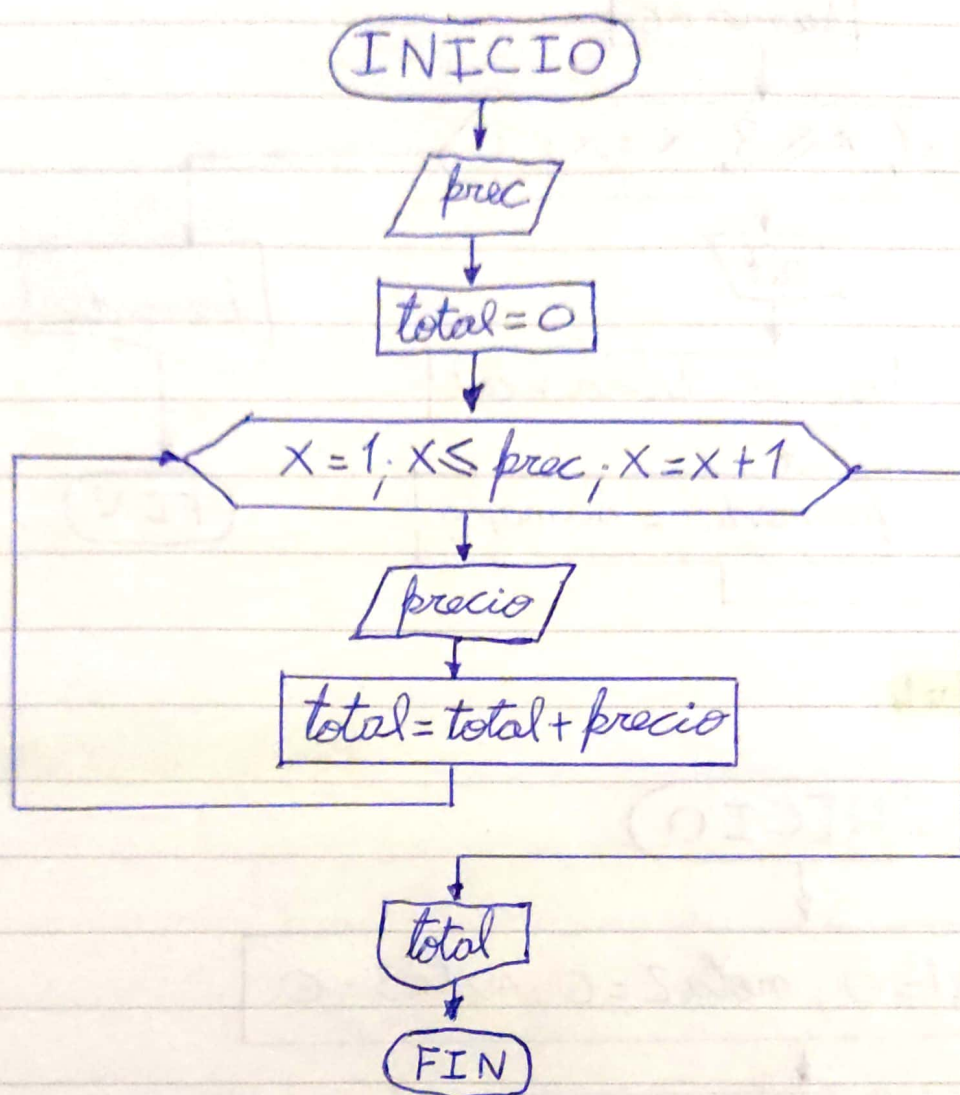 INICIO
prec
total = 0
X = 1; X ≤ prec; X = X + 1
precio
total = total + precio
total
FIN